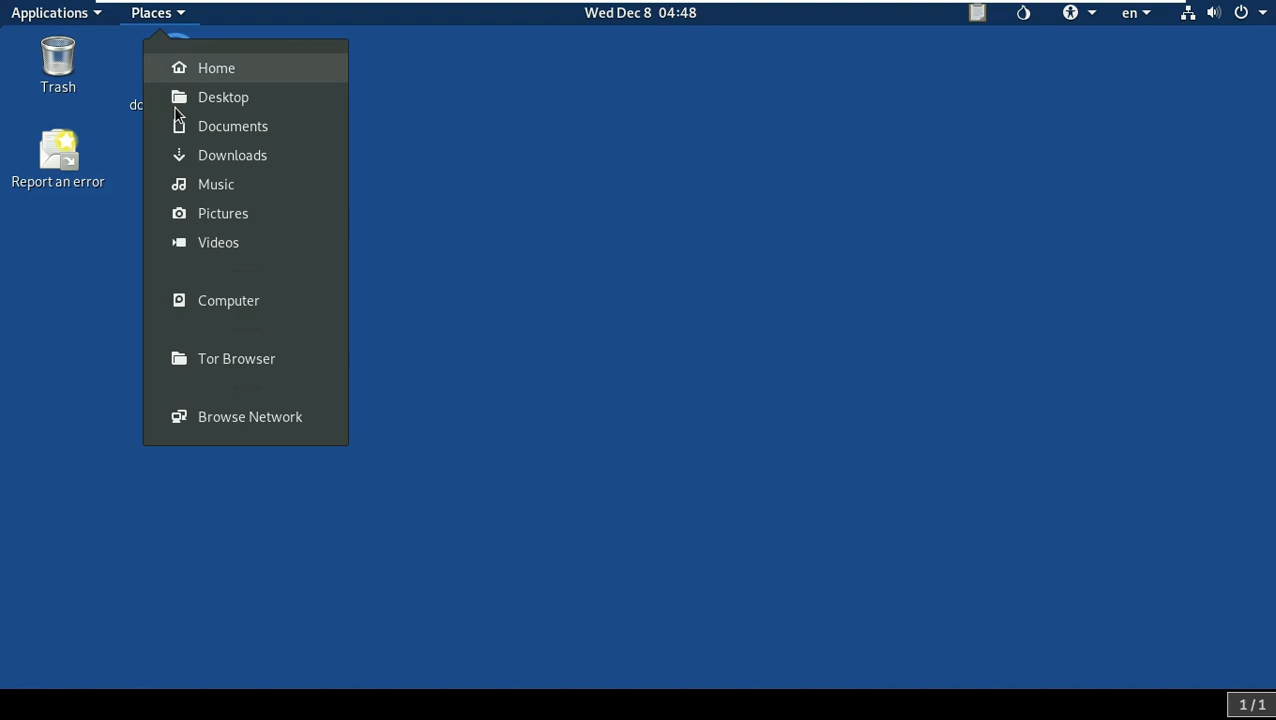 Applications Places Wed Dec 8 04:48 en
Trash
Report an error
Home
Desktop
Documents
Downloads
Music
Pictures
Videos
Computer
Tor Browser
Browse Network
1 / 1